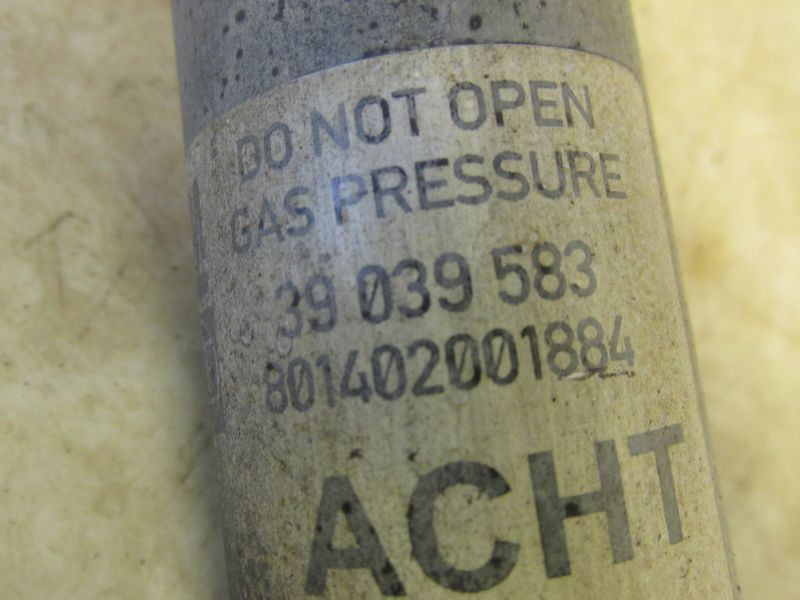 DO NOT OPEN
GAS PRESSURE
39 039 583
801402001884
ACHT